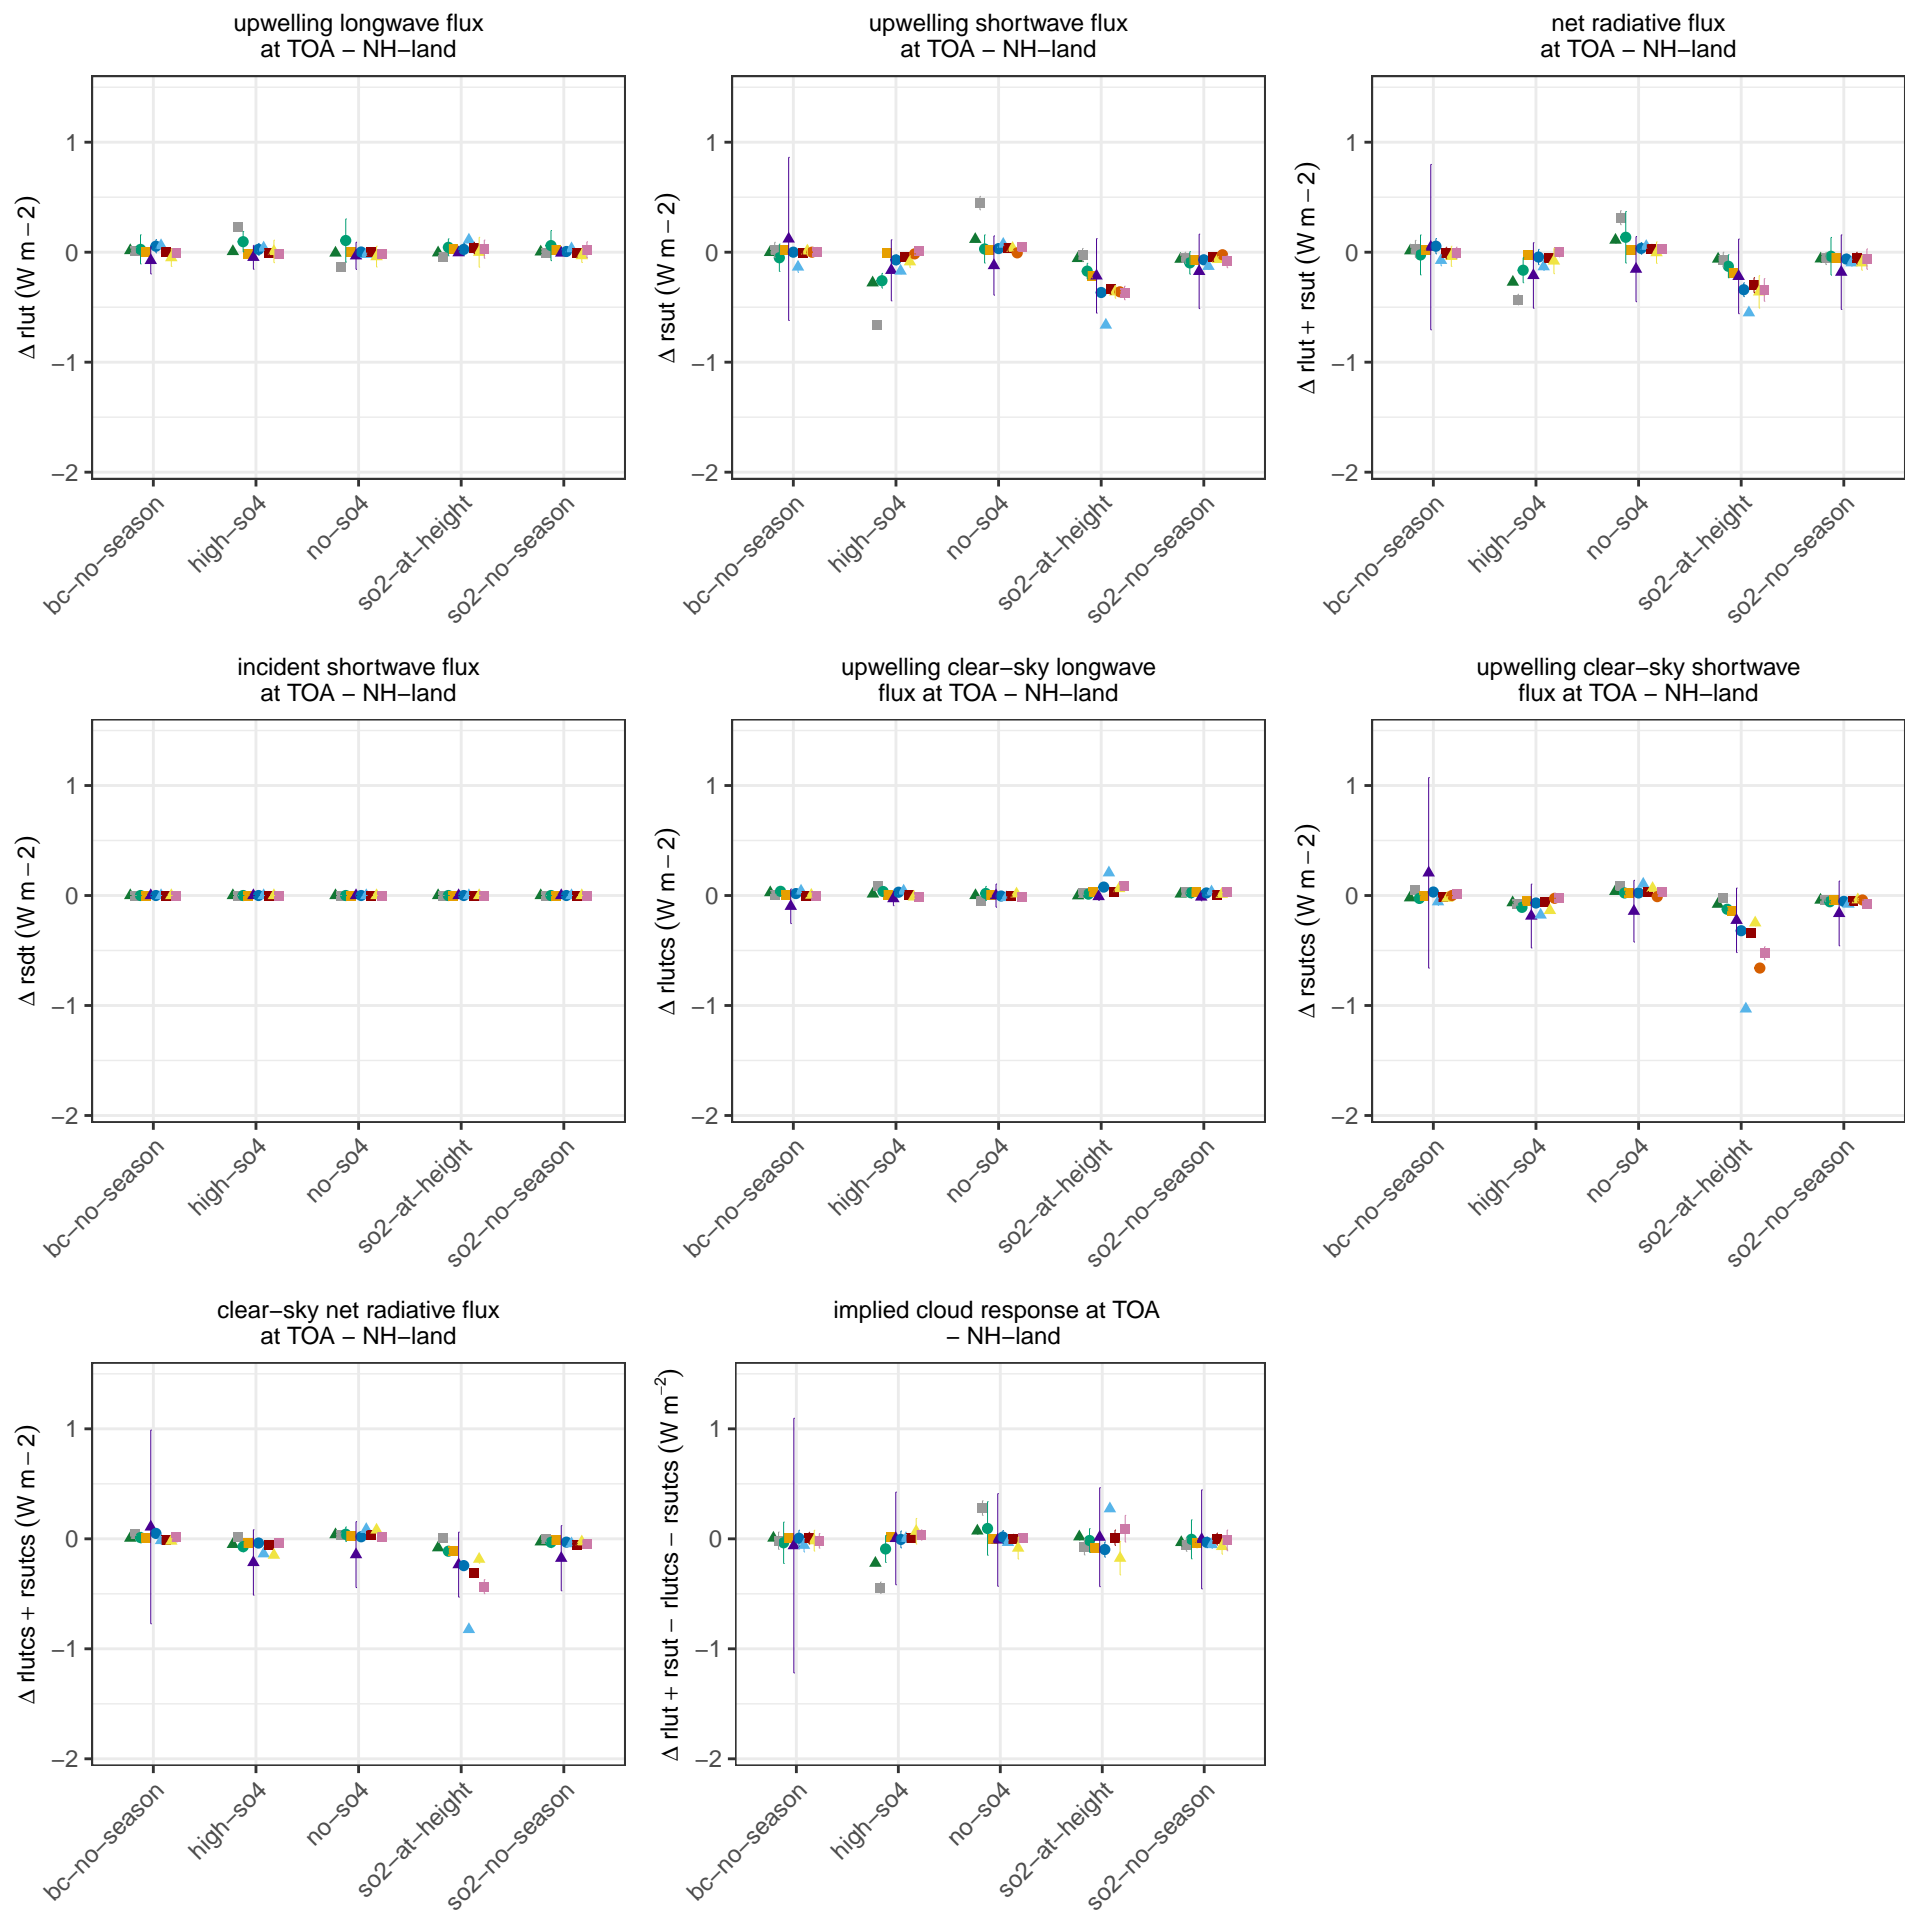 upwelling longwave flux
at TOA − NH−land
Δ rlut (W m − 2)
1
0
−1
−2
bc−no−season
high−so4
no−so4
so2−at−height
so2−no−season
upwelling shortwave flux
at TOA − NH−land
Δ rsut (W m − 2)
1
0
−1
−2
bc−no−season
high−so4
no−so4
so2−at−height
so2−no−season
net radiative flux
at TOA − NH−land
Δ rlut + rsut (W m − 2)
1
0
−1
−2
bc−no−season
high−so4
no−so4
so2−at−height
so2−no−season
incident shortwave flux
at TOA − NH−land
Δ rsdt (W m − 2)
1
0
−1
−2
bc−no−season
high−so4
no−so4
so2−at−height
so2−no−season
upwelling clear−sky longwave
flux at TOA − NH−land
Δ rlutcs (W m − 2)
1
0
−1
−2
bc−no−season
high−so4
no−so4
so2−at−height
so2−no−season
upwelling clear−sky shortwave
flux at TOA − NH−land
Δ rsutcs (W m − 2)
1
0
−1
−2
bc−no−season
high−so4
no−so4
so2−at−height
so2−no−season
clear−sky net radiative flux
at TOA − NH−land
Δ rlutcs + rsutcs (W m − 2)
1
0
−1
−2
bc−no−season
high−so4
no−so4
so2−at−height
so2−no−season
implied cloud response at TOA
− NH−land
Δ rlut + rsut − rlutcs − rsutcs (W m⁻²)
1
0
−1
−2
bc−no−season
high−so4
no−so4
so2−at−height
so2−no−season